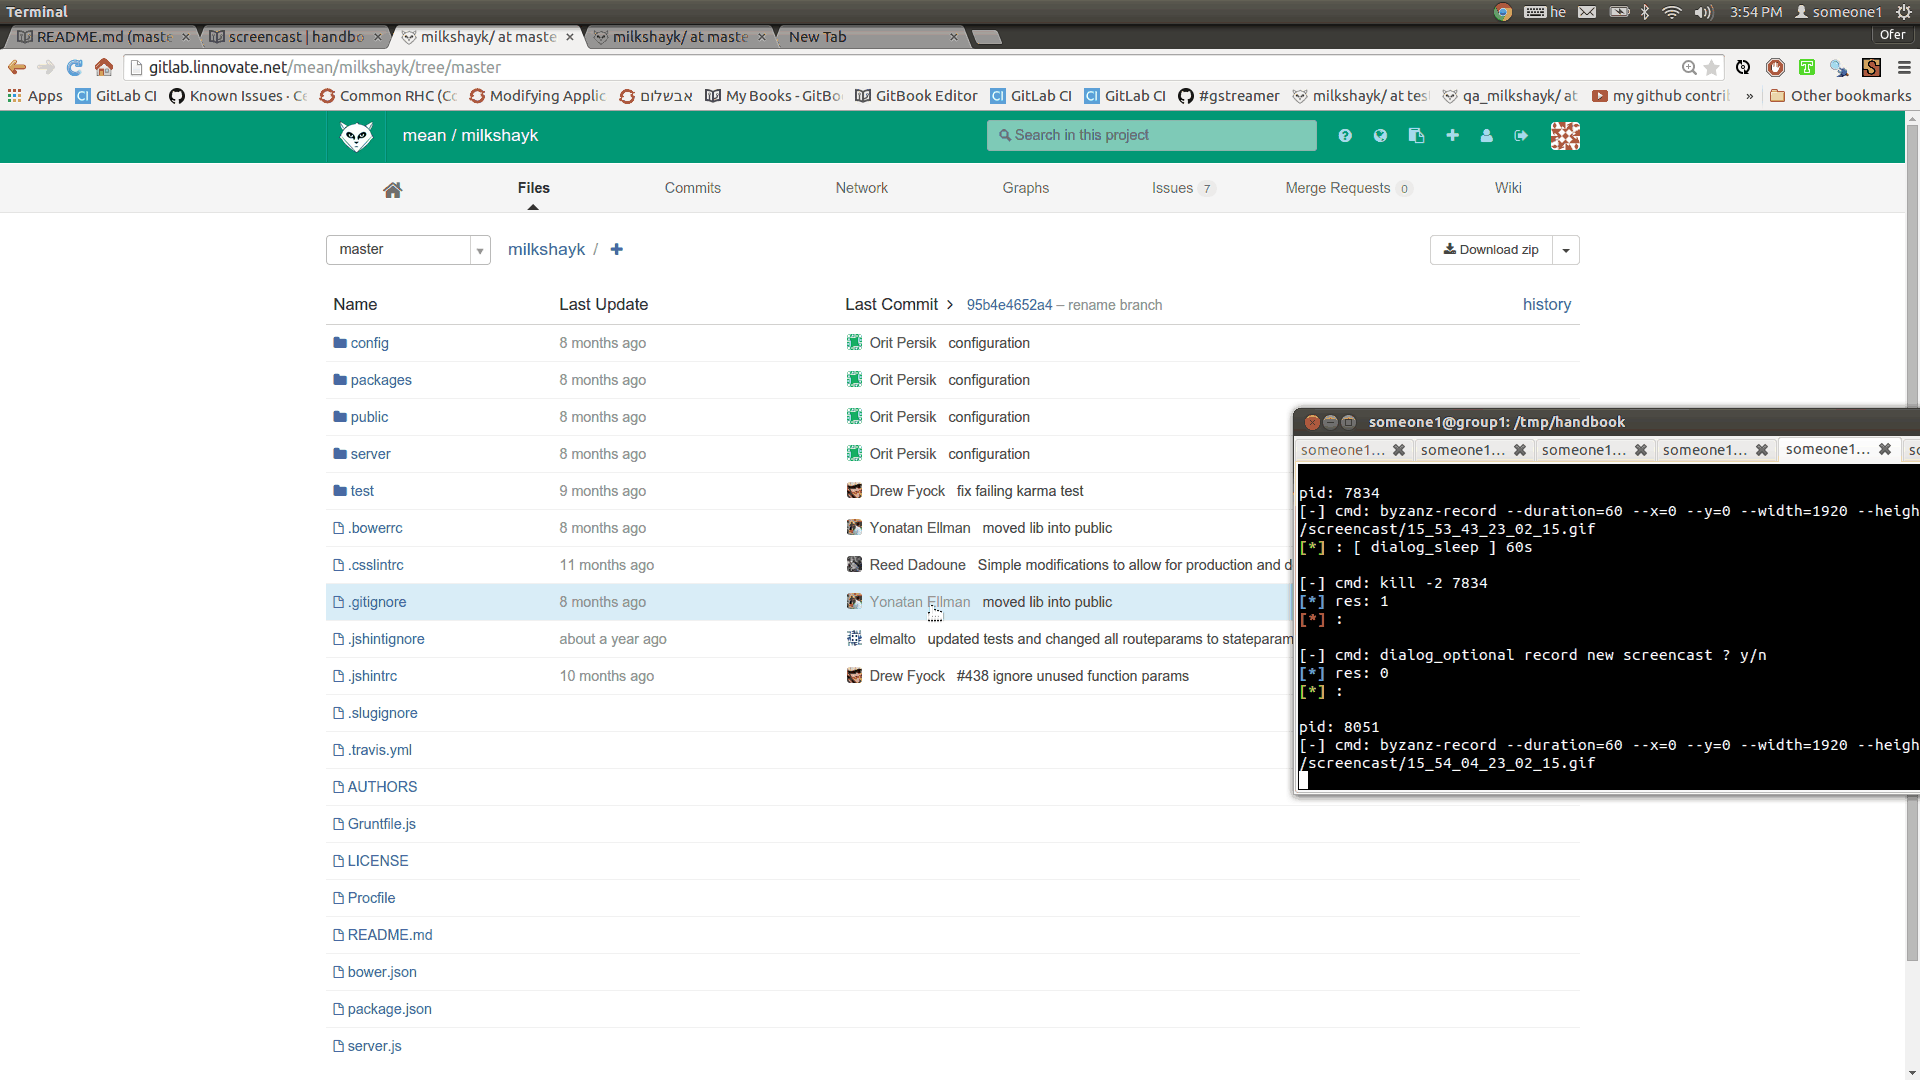 Terminal
he
3:54 PM
someone1
README.md (maste
screencast | handbo
milkshayk/ at maste
milkshayk/ at maste
New Tab
Ofer
gitlab.linnovate.net/mean/milkshayk/tree/master
Apps
GitLab CI
Known Issues · Ce
Common RHC (Cc
Modifying Applic
אבשלום
My Books - GitBo
GitBook Editor
GitLab CI
GitLab CI
#gstreamer
milkshayk/ at tes
qa_milkshayk/ at
my github contri
»
Other bookmarks
mean / milkshayk
Search in this project
Files
Commits
Network
Graphs
Issues 7
Merge Requests 0
Wiki
master
milkshayk /
Download zip
Name Last Update Last Commit > 95b4e4652a4 – rename branch history
config 8 months ago Orit Persik configuration
packages 8 months ago Orit Persik configuration
public 8 months ago Orit Persik configuration
server 8 months ago Orit Persik configuration
test 9 months ago Drew Fyock fix failing karma test
.bowerrc 8 months ago Yonatan Ellman moved lib into public
.csslintrc 11 months ago Reed Dadoune Simple modifications to allow for production and d
.gitignore 8 months ago Yonatan Ellman moved lib into public
.jshintignore about a year ago elmalto updated tests and changed all routeparams to stateparam
.jshintrc 10 months ago Drew Fyock #438 ignore unused function params
.slugignore
.travis.yml
AUTHORS
Gruntfile.js
LICENSE
Procfile
README.md
bower.json
package.json
server.js
someone1@group1: /tmp/handbook
someone1...
someone1...
someone1...
someone1...
someone1...
sc
pid: 7834
[-] cmd: byzanz-record --duration=60 --x=0 --y=0 --width=1920 --heigh
/screencast/15_53_43_23_02_15.gif
[*] : [ dialog_sleep ] 60s
[-] cmd: kill -2 7834
[*] res: 1
[*] :
[-] cmd: dialog_optional record new screencast ? y/n
[*] res: 0
[*] :
pid: 8051
[-] cmd: byzanz-record --duration=60 --x=0 --y=0 --width=1920 --heigh
/screencast/15_54_04_23_02_15.gif